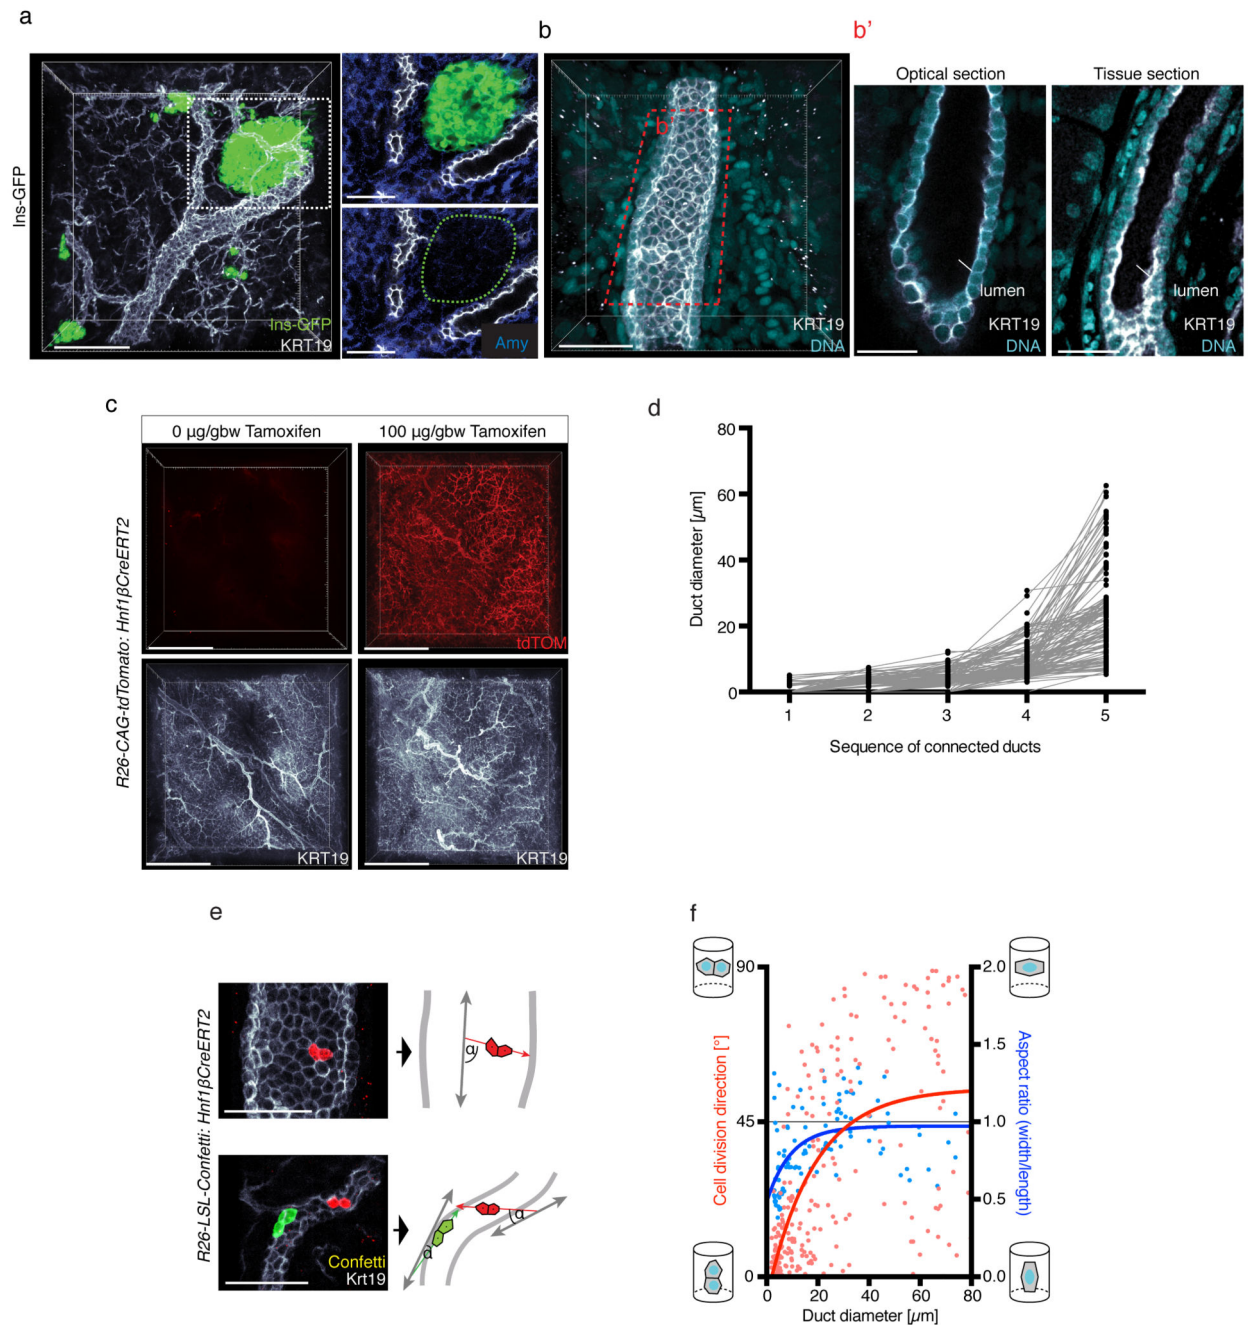 a
Ins-GFP
Ins-GFP
KRT19
Amy
b
b
KRT19
DNA
b’
Optical section
Tissue section
lumen
KRT19
DNA
lumen
KRT19
DNA
c
R26-CAG-tdTomato: Hnf1βCreERT2
0 µg/gbw Tamoxifen
100 µg/gbw Tamoxifen
tdTOM
KRT19
KRT19
d
Duct diameter [µm]
80
60
40
20
0
1 2 3 4 5
Sequence of connected ducts
e
R26-LSL-Confetti: Hnf1βCreERT2
α
Confetti
Krt19
α
α
f
Cell division direction [°]
90
45
0
2.0
1.5
1.0
0.5
0.0
Aspect ratio (width/length)
0 20 40 60 80
Duct diameter [µm]